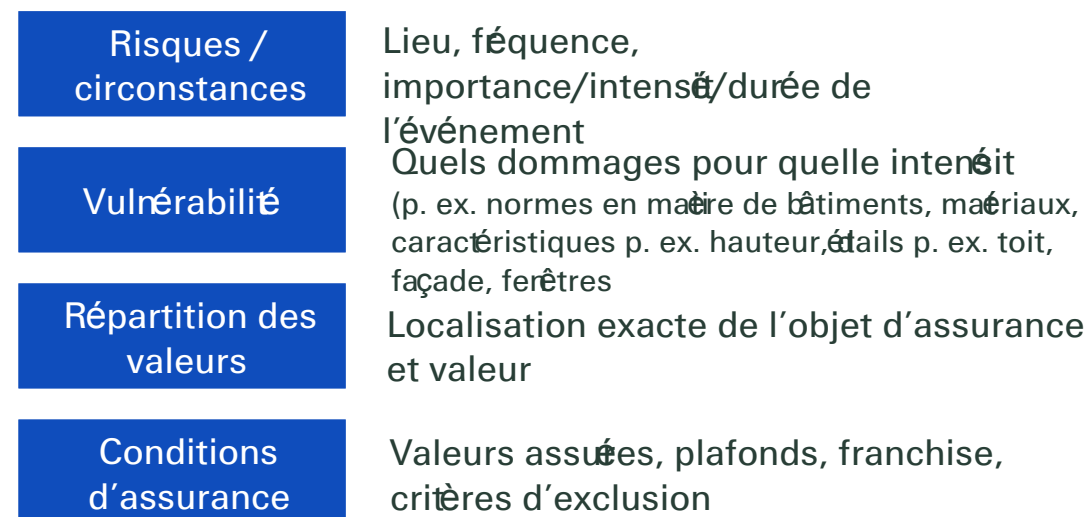 Risques /
circonstances
Lieu, fréquence,
importance/intensité/durée de
l'événement
Vulnérabilité
Quels dommages pour quelle intensité
(p. ex. normes en matière de bâtiments, matériaux,
caractéristiques p. ex. hauteur, détails p. ex. toit,
façade, fenêtres
Répartition des
valeurs
Localisation exacte de l'objet d'assurance
et valeur
Conditions
d'assurance
Valeurs assurées, plafonds, franchise,
critères d'exclusion